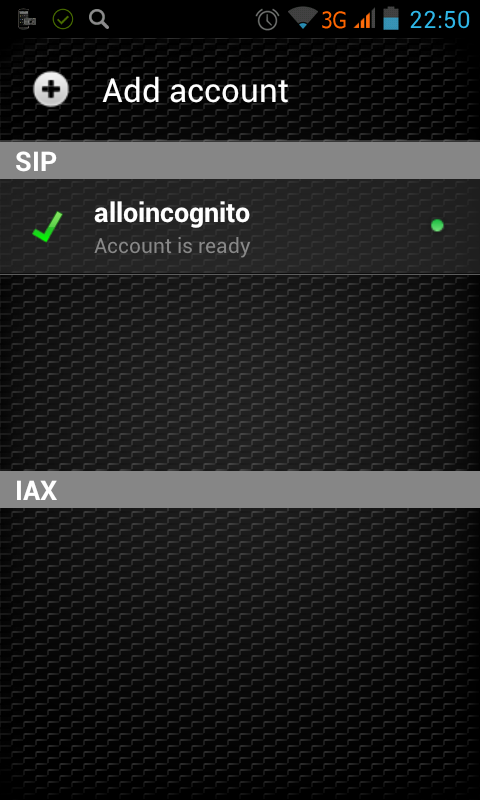 3G 22:50
Add account
SIP
alloincognito
Account is ready
IAX